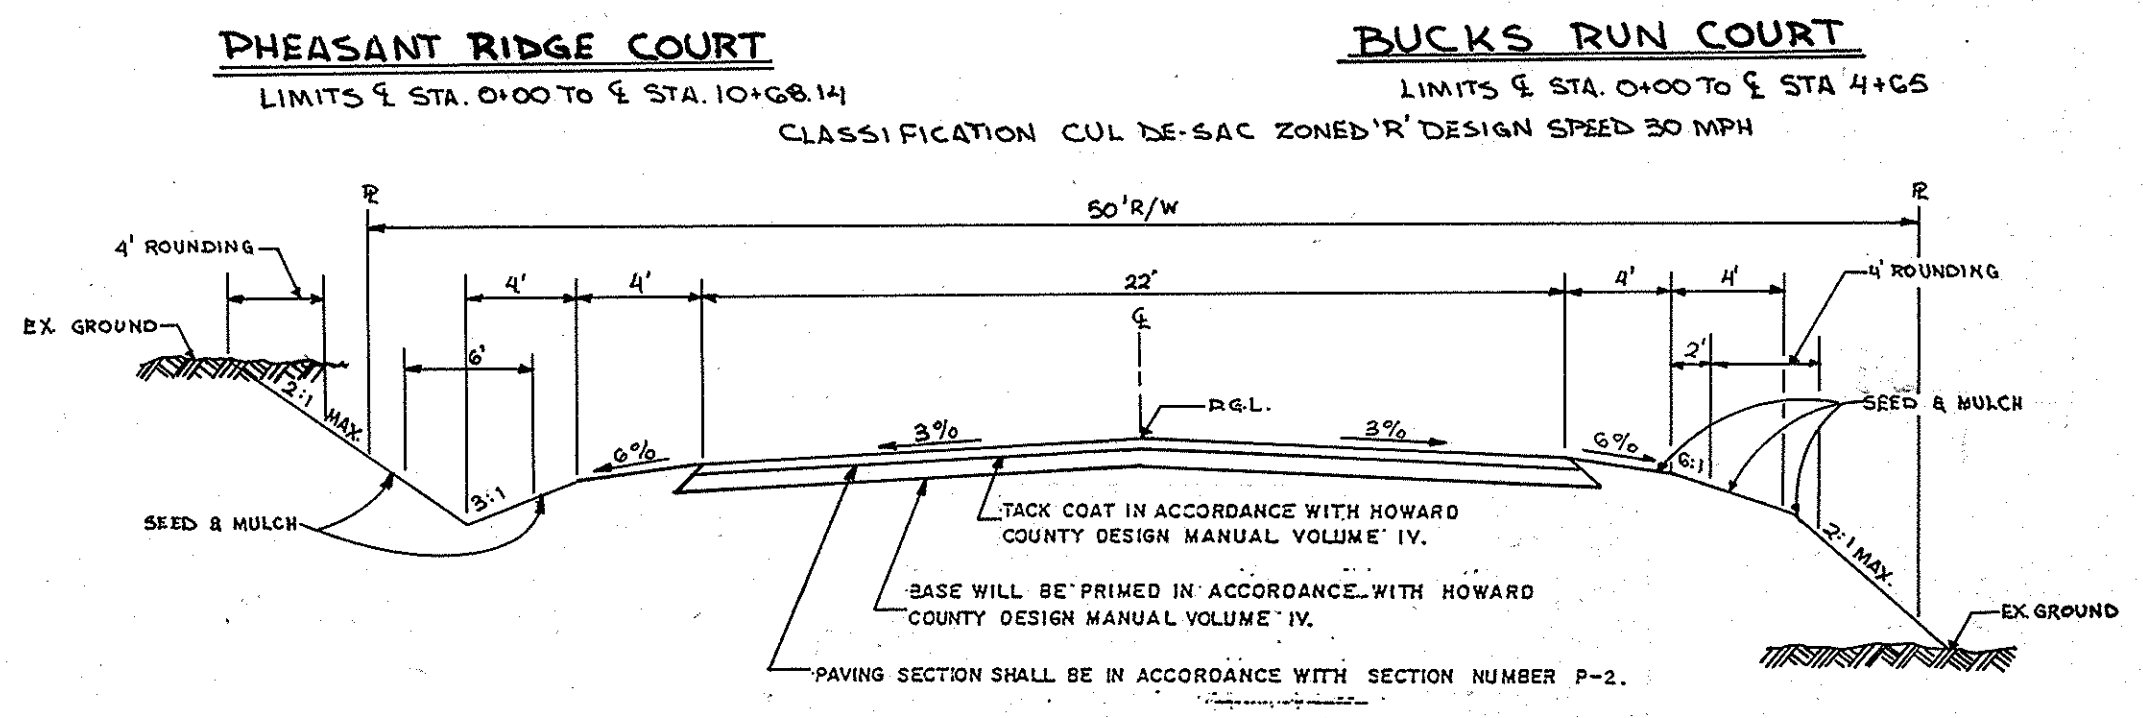 PHEASANT RIDGE COURT
LIMITS ℄ STA. 0+00 TO ℄ STA. 10+68.14
BUCKS RUN COURT
LIMITS ℄ STA. 0+00 TO ℄ STA 4+65
CLASSIFICATION CUL DE-SAC ZONED 'R' DESIGN SPEED 30 MPH
℄
PL
50' R/W
PL
4' ROUNDING
4'
4'
22'
4'
4'
4' ROUNDING
EX. GROUND
6'
2'
2:1 MAX.
3:1
6%
3%
P.G.L.
3%
6%
6:1
SEED & MULCH
2:1 MAX.
SEED & MULCH
TACK COAT IN ACCORDANCE WITH HOWARD
COUNTY DESIGN MANUAL VOLUME IV.
BASE WILL BE PRIMED IN ACCORDANCE WITH HOWARD
COUNTY DESIGN MANUAL VOLUME IV.
EX. GROUND
PAVING SECTION SHALL BE IN ACCORDANCE WITH SECTION NUMBER P-2.